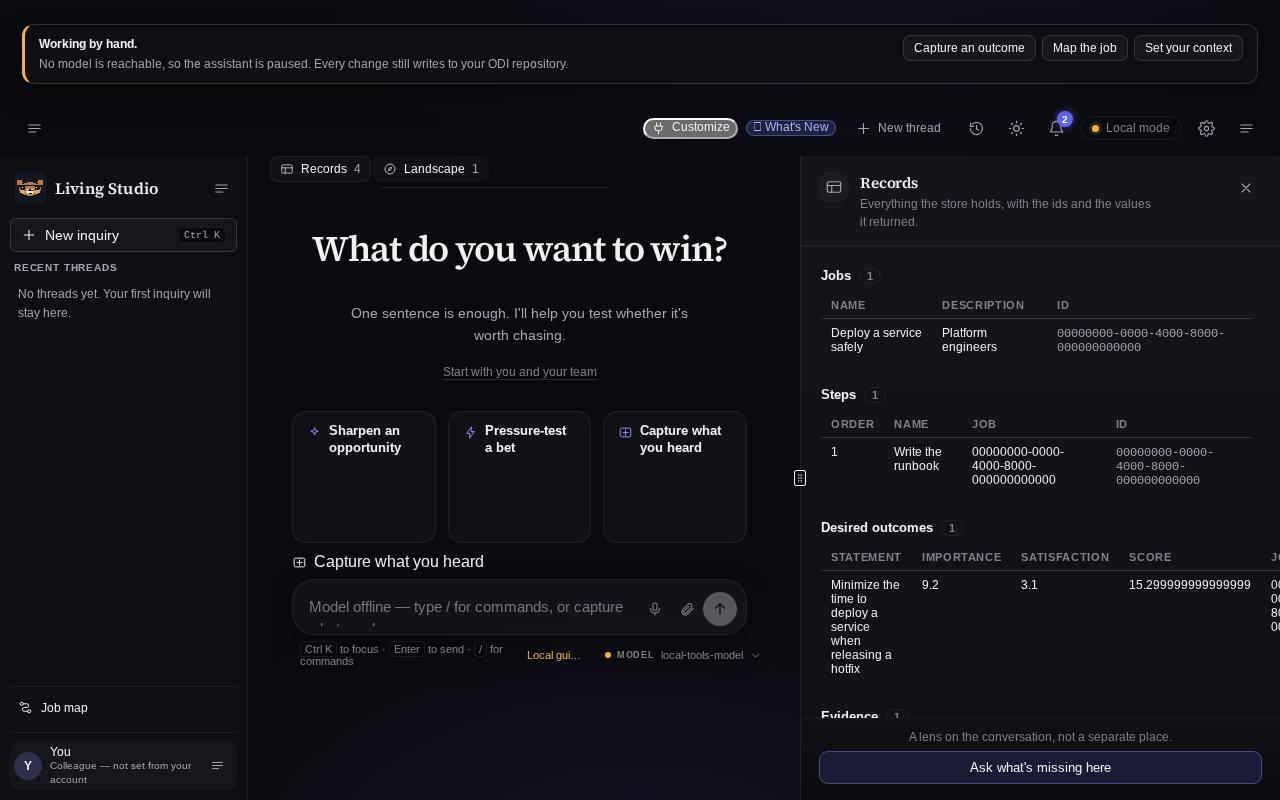 Working by hand.
No model is reachable, so the assistant is paused. Every change still writes to your ODI repository.
Capture an outcome
Map the job
Set your context
Customize
What's New
New thread
2
Local mode
Living Studio
New inquiry
Ctrl K
RECENT THREADS
No threads yet. Your first inquiry will
stay here.
Job map
Y
You
Colleague — not set from your
account
Records 4
Landscape 1
What do you want to win?
One sentence is enough. I'll help you test whether it's
worth chasing.
Start with you and your team
Sharpen an
opportunity
Pressure-test
a bet
Capture what
you heard
Capture what you heard
Model offline — type / for commands, or capture
Ctrl K to focus · Enter to send · / for
commands
Local gui…
MODEL local-tools-model
Records
Everything the store holds, with the ids and the values
it returned.
Jobs 1
NAME DESCRIPTION ID
Deploy a service
safely
Platform
engineers
00000000-0000-4000-8000-
000000000000
Steps 1
ORDER NAME JOB ID
1
Write the
runbook
00000000-0000-
4000-8000-
000000000000
00000000-0000-
4000-8000-
000000000000
Desired outcomes 1
STATEMENT IMPORTANCE SATISFACTION SCORE
Minimize the
time to
deploy a
service
when
releasing a
hotfix
9.2
3.1
15.299999999999999
Evidence 1
A lens on the conversation, not a separate place.
Ask what's missing here